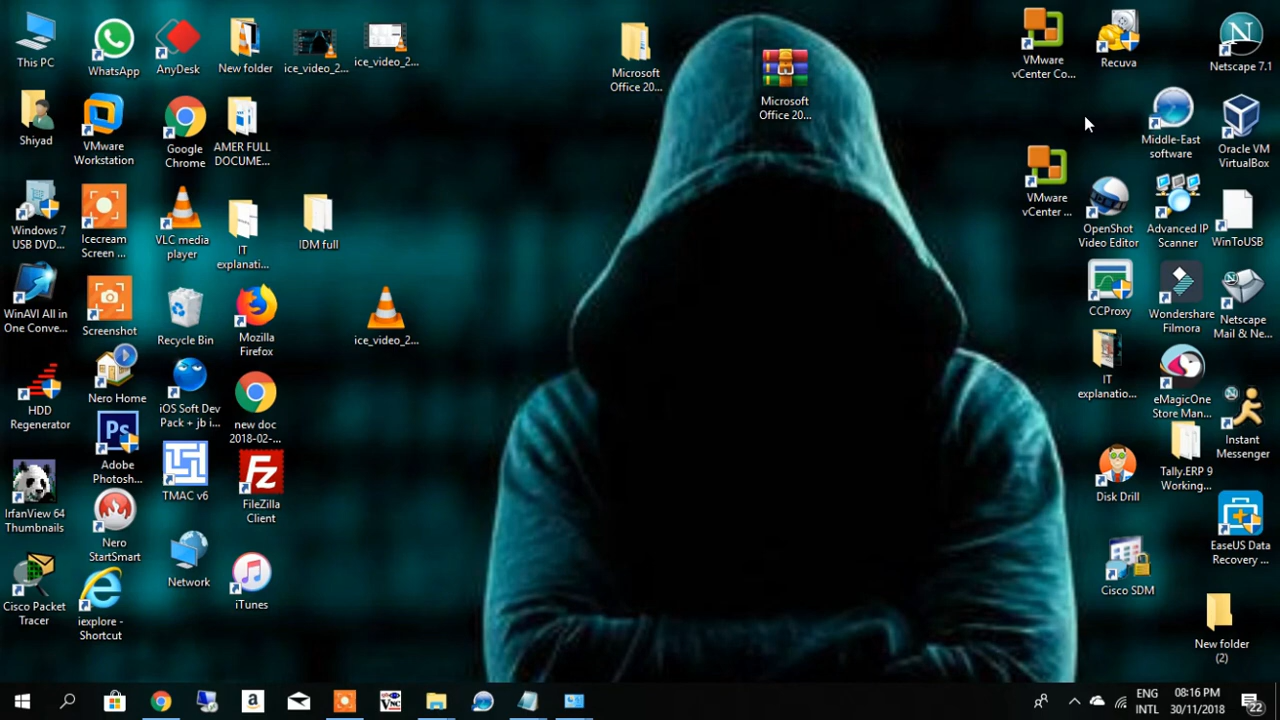 This PC
WhatsApp
AnyDesk
New folder
ice_video_2...
ice_video_2...
Microsoft
Office 20...
Microsoft
Office 20...
VMware
vCenter Co...
Recuva
Netscape 7.1
Shiyad
VMware
Workstation
Google
Chrome
AMER FULL
DOCUME...
Middle-East
software
Oracle VM
VirtualBox
Windows 7
USB DVD...
Icecream
Screen ...
VLC media
player
IT
explanati...
IDM full
VMware
vCenter ...
OpenShot
Video Editor
Advanced IP
Scanner
WinToUSB
WinAVI All in
One Conve...
Screenshot
Recycle Bin
Mozilla
Firefox
ice_video_2...
CCProxy
Wondershare
Filmora
Netscape
Mail & Ne...
HDD
Regenerator
Nero Home
iOS Soft Dev
Pack + jb i...
new doc
2018-02-...
IT
explanatio...
eMagicOne
Store Man...
Instant
Messenger
IrfanView 64
Thumbnails
Ps
Adobe
Photosh...
TMAC v6
Fz
FileZilla
Client
Disk Drill
Tally.ERP 9
Working...
EaseUS Data
Recovery ...
Cisco Packet
Tracer
Nero
StartSmart
Network
iTunes
Cisco SDM
iexplore -
Shortcut
New folder
(2)
a
VNC
ENG
INTL
08:16 PM
30/11/2018
22